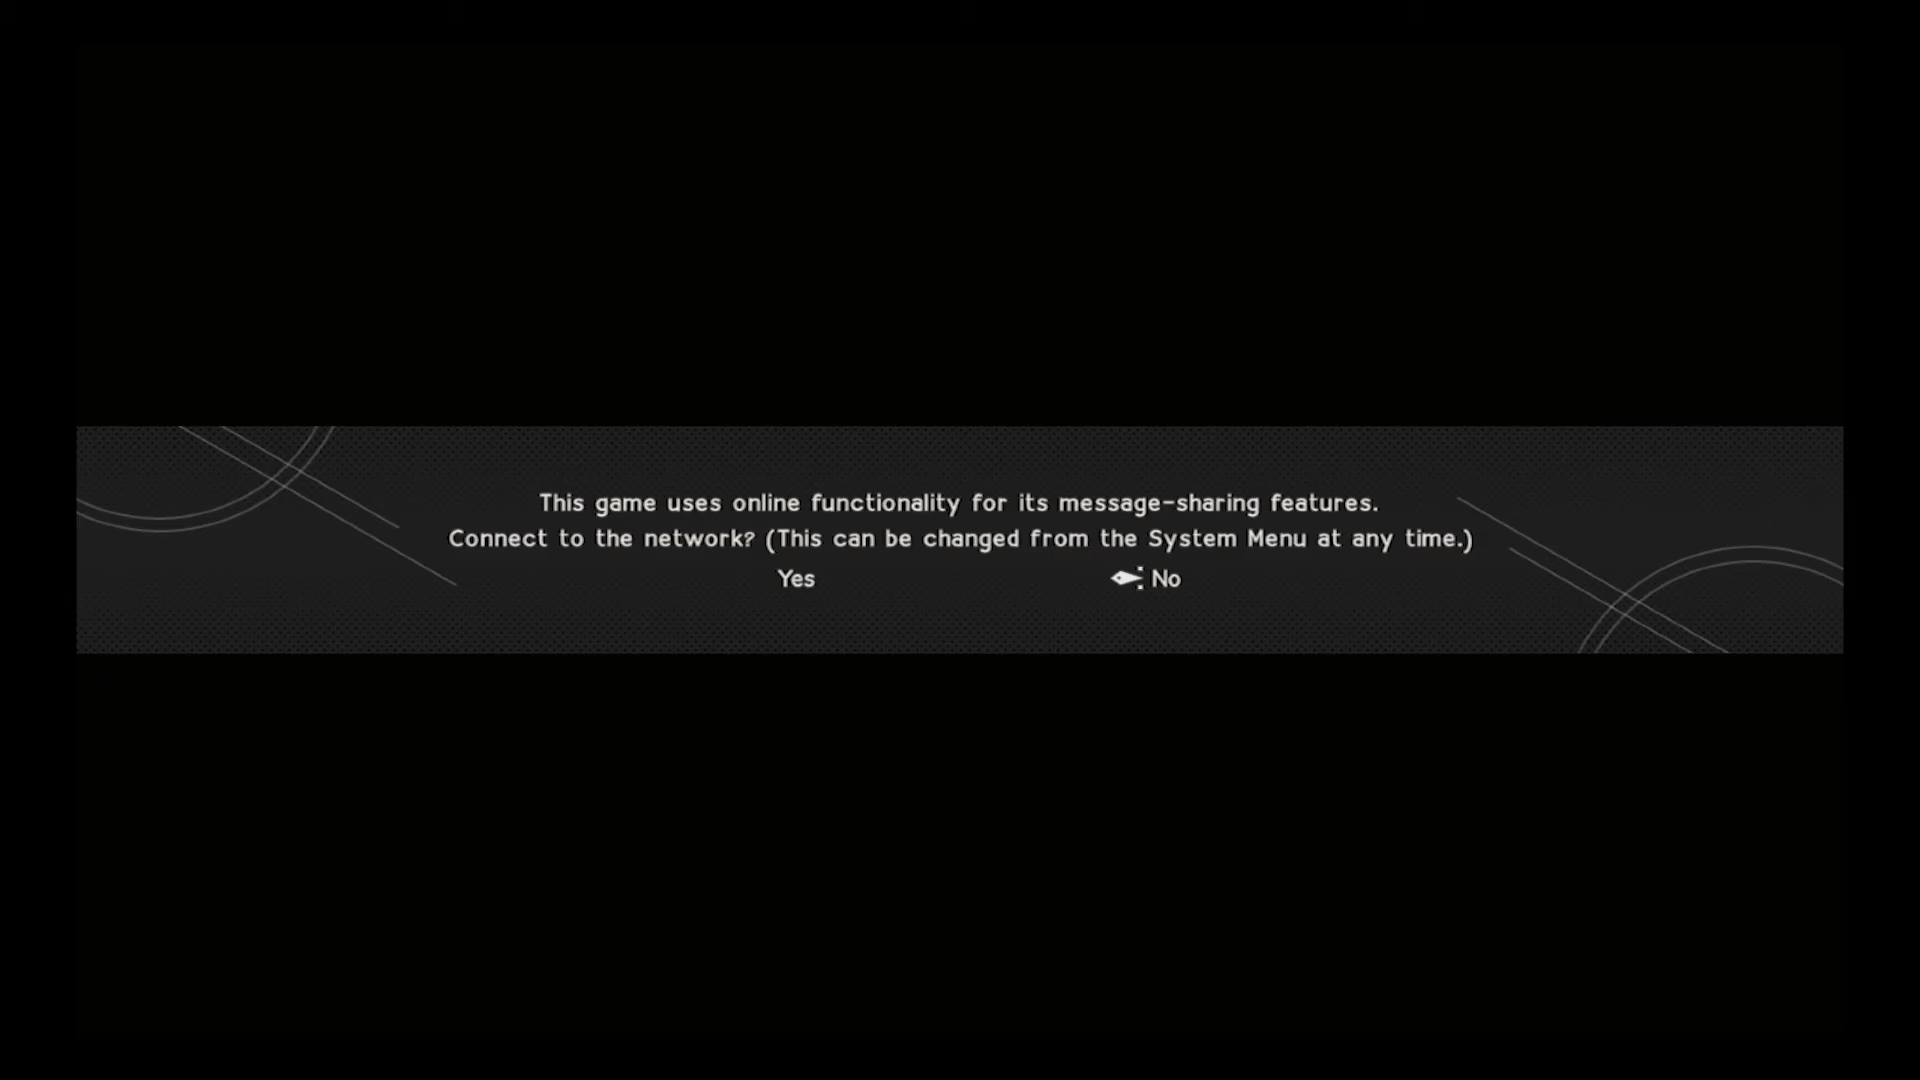 This game uses online functionality for its message-sharing features.
Connect to the network? (This can be changed from the System Menu at any time.)
Yes No